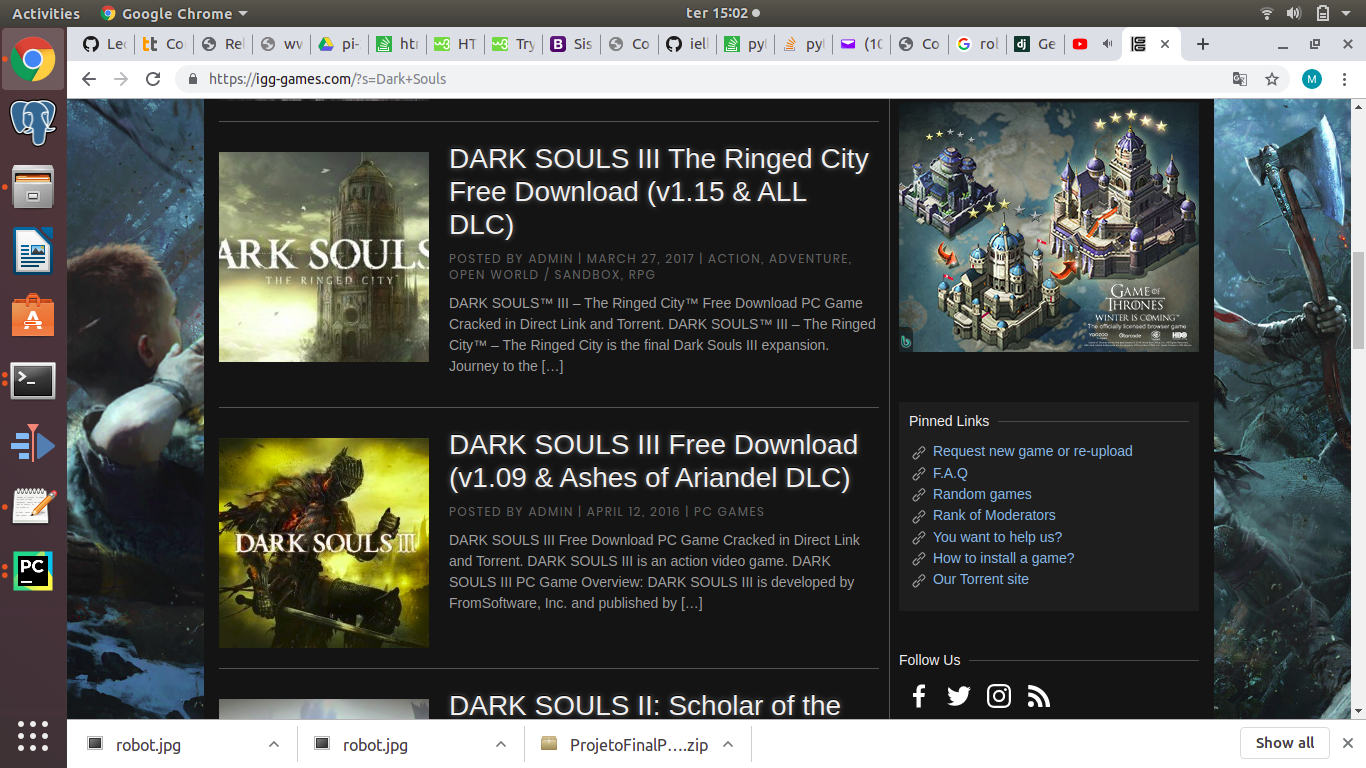 Activities Google Chrome ter 15:02
Lec Co Rel wv pi- htr HT Try Sis Co iell pyl pyl (10 Co rol Ge
https://igg-games.com/?s=Dark+Souls M
DARK SOULS III The Ringed City
Free Download (v1.15 & ALL
DLC)
POSTED BY ADMIN | MARCH 27, 2017 | ACTION, ADVENTURE,
OPEN WORLD / SANDBOX, RPG
DARK SOULS™ III – The Ringed City™ Free Download PC Game
Cracked in Direct Link and Torrent. DARK SOULS™ III – The Ringed
City™ – The Ringed City is the final Dark Souls III expansion.
Journey to the […]
ARK SOULS
THE RINGED CITY
DARK SOULS III Free Download
(v1.09 & Ashes of Ariandel DLC)
POSTED BY ADMIN | APRIL 12, 2016 | PC GAMES
DARK SOULS III Free Download PC Game Cracked in Direct Link
and Torrent. DARK SOULS III is an action video game. DARK
SOULS III PC Game Overview: DARK SOULS III is developed by
FromSoftware, Inc. and published by […]
DARK SOULS III
DARK SOULS II: Scholar of the
GAME OF
THRONES
WINTER IS COMING™
The officially licensed browser game
HBO
Pinned Links
Request new game or re-upload
F.A.Q
Random games
Rank of Moderators
You want to help us?
How to install a game?
Our Torrent site
Follow Us
PC
robot.jpg robot.jpg ProjetoFinalP….zip Show all